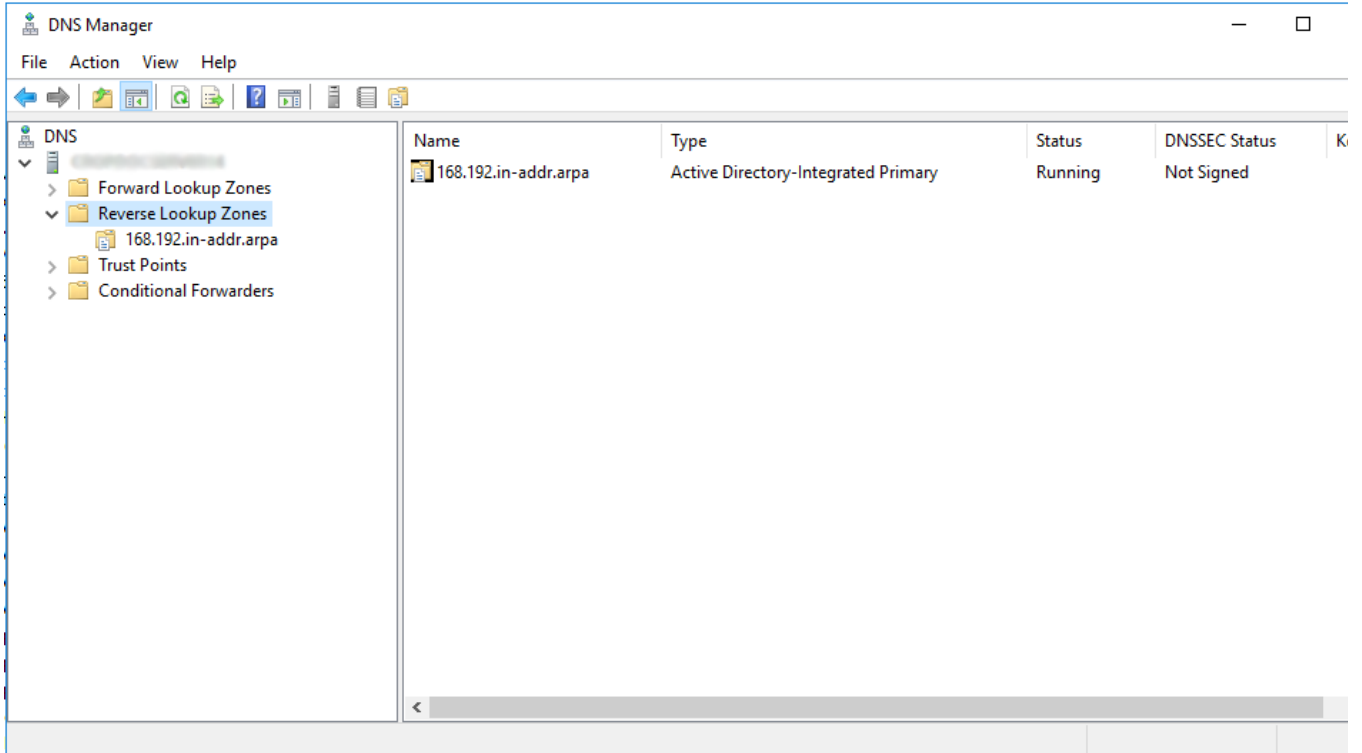 DNS Manager
File Action View Help
DNS
Forward Lookup Zones
Reverse Lookup Zones
168.192.in-addr.arpa
Trust Points
Conditional Forwarders
Name Type Status DNSSEC Status
168.192.in-addr.arpa Active Directory-Integrated Primary Running Not Signed